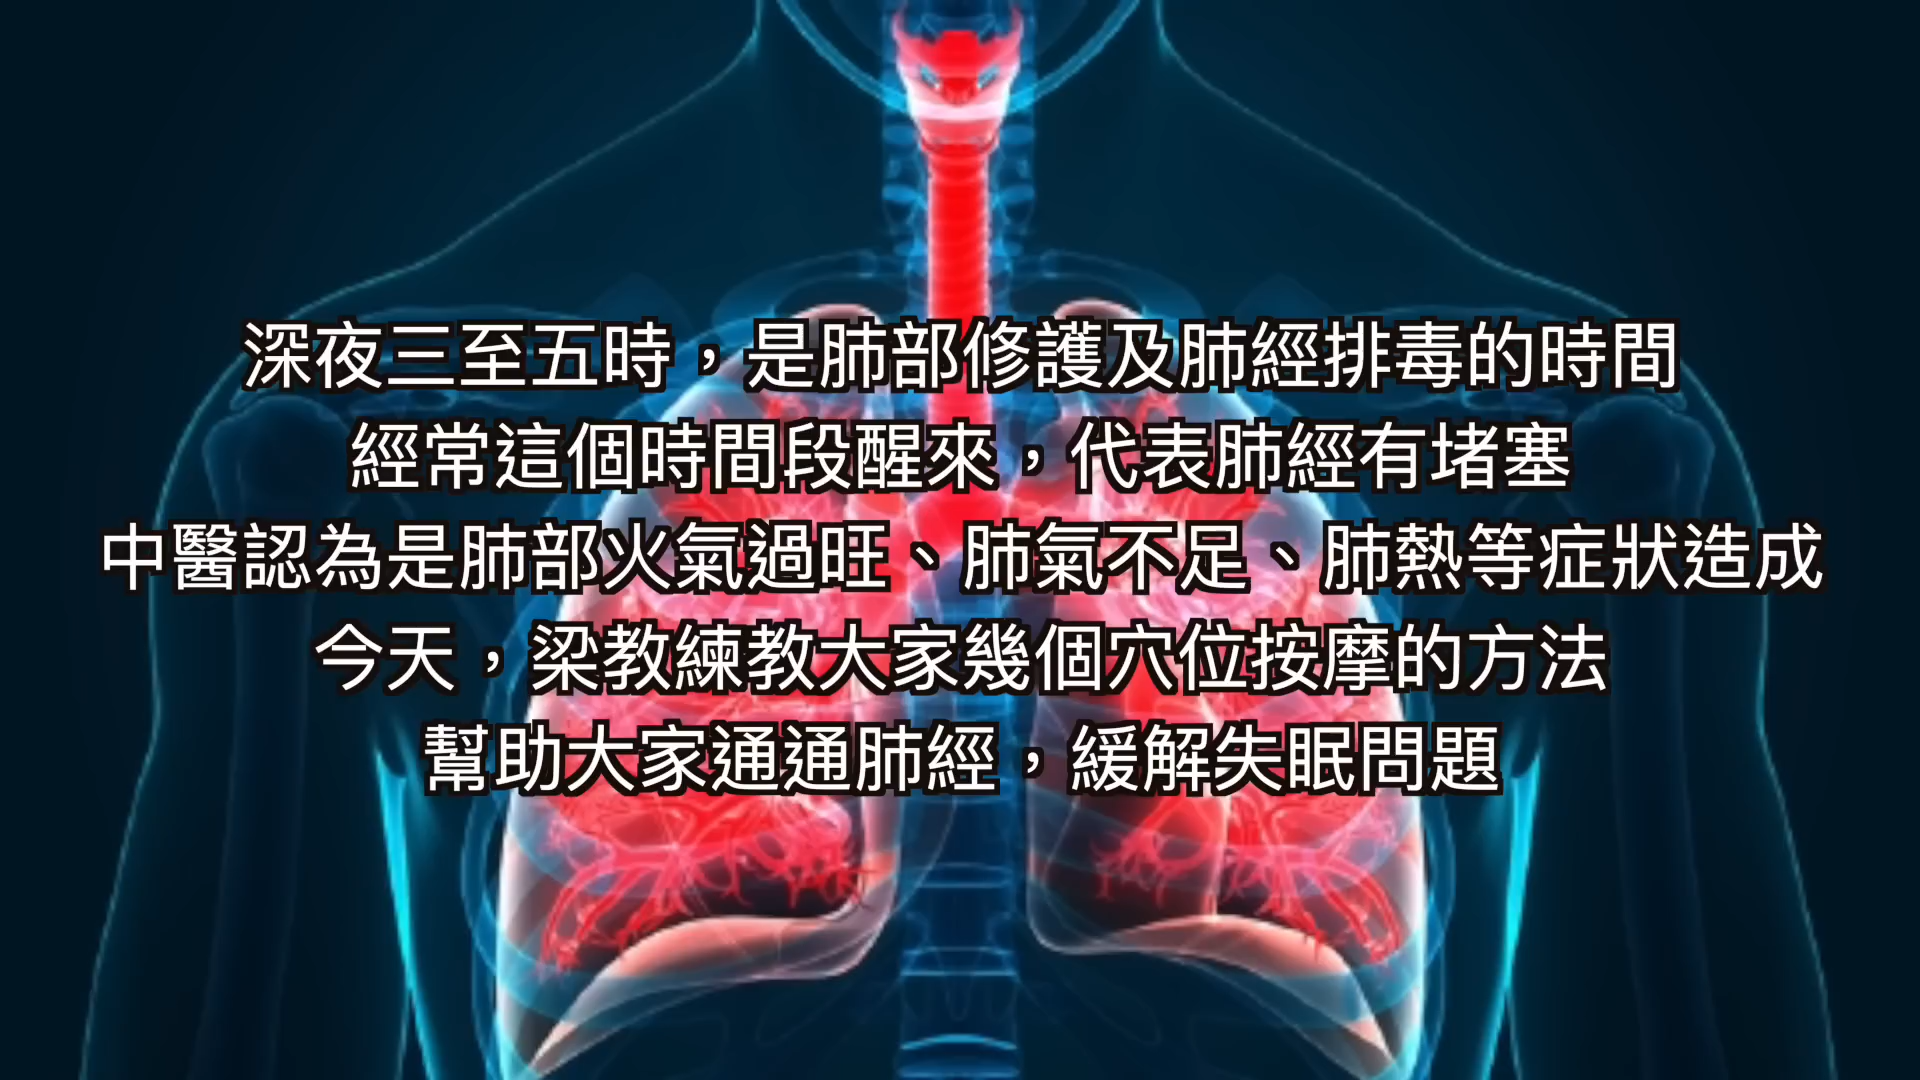 深夜三至五時，是肺部修護及肺經排毒的時間
經常這個時間段醒來，代表肺經有堵塞
中醫認為是肺部火氣過旺、肺氣不足、肺熱等症狀造成
今天，梁教練教大家幾個穴位按摩的方法
幫助大家通通肺經，緩解失眠問題